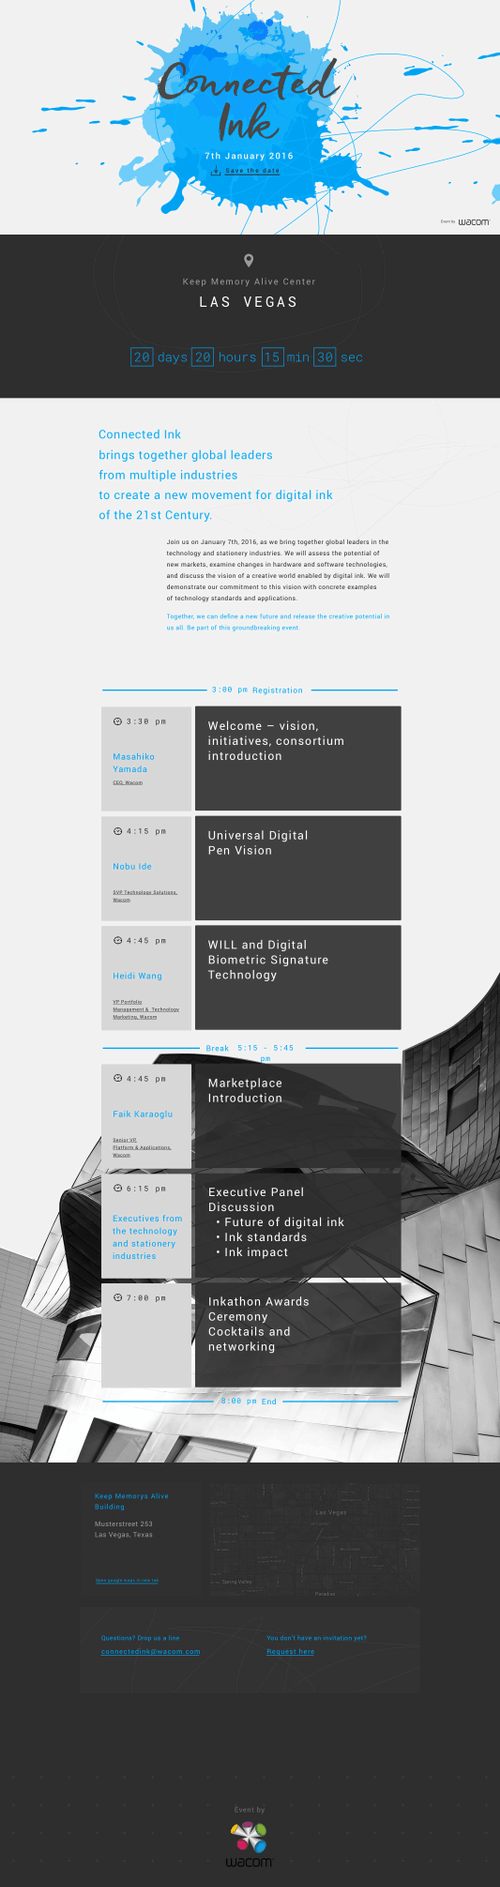 Connected
Ink
7th January 2016
Save the date
Event by wacom
Keep Memory Alive Center
LAS VEGAS
20 days 20 hours 15 min 30 sec
Connected Ink
brings together global leaders
from multiple industries
to create a new movement for digital ink
of the 21st Century.
Join us on January 7th, 2016, as we bring together global leaders in the
technology and stationery industries. We will assess the potential of
new markets, examine changes in hardware and software technologies,
and discuss the vision of a creative world enabled by digital ink. We will
demonstrate our commitment to this vision with concrete examples
of technology standards and applications.
Together, we can define a new future and release the creative potential in
us all. Be part of this groundbreaking event.
3:00 pm Registration
3:30 pm
Masahiko
Yamada
CEO, Wacom
Welcome – vision,
initiatives, consortium
introduction
4:15 pm
Nobu Ide
SVP Technology Solutions,
Wacom
Universal Digital
Pen Vision
4:45 pm
Heidi Wang
VP Portfolio
Management & Technology
Marketing, Wacom
WILL and Digital
Biometric Signature
Technology
Break 5:15 - 5:45
pm
4:45 pm
Faik Karaoglu
Senior VP,
Platform & Applications,
Wacom
Marketplace
Introduction
6:15 pm
Executives from
the technology
and stationery
industries
Executive Panel
Discussion
• Future of digital ink
• Ink standards
• Ink impact
7:00 pm
Inkathon Awards
Ceremony
Cocktails and
networking
8:00 pm End
Keep Memorys Alive
Building
Musterstreet 253
Las Vegas, Texas
Las Vegas
Spring Valley
Paradise
Questions? Drop us a line
connectedink@wacom.com
You don't have an invitation yet?
Request here
Event by
wacom